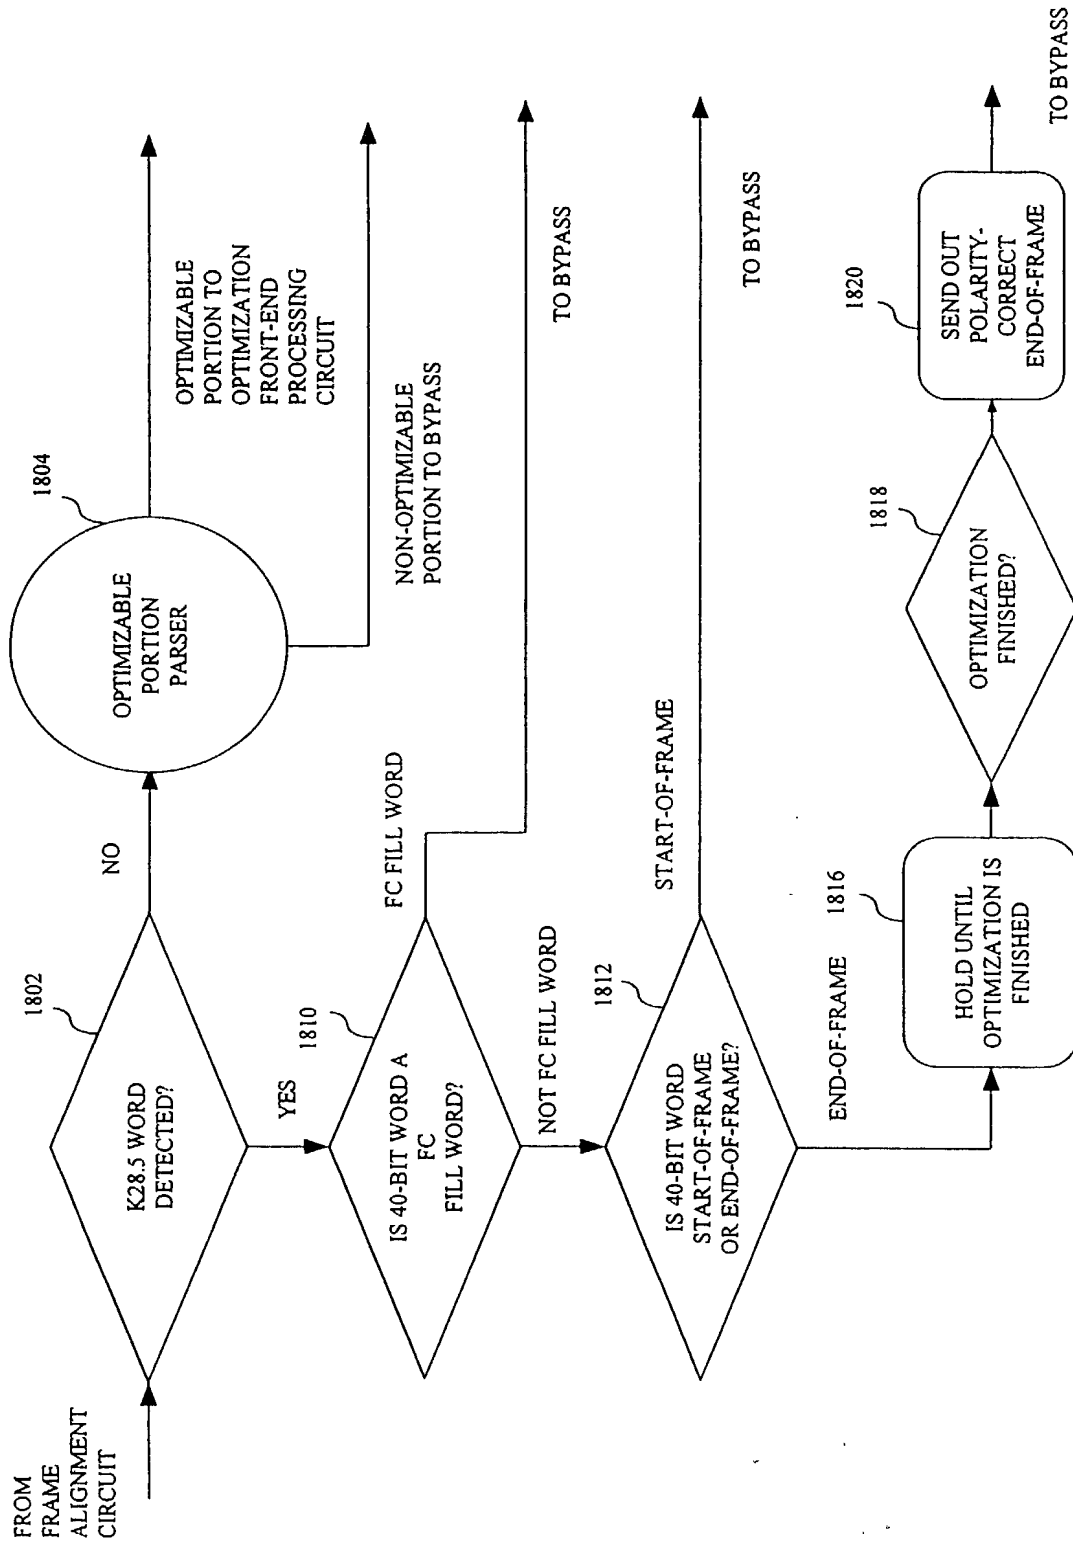 FROM
FRAME
ALIGNMENT
CIRCUIT
1802
K28.5 WORD
DETECTED?
NO
1804
OPTIMIZABLE
PORTION
PARSER
OPTIMIZABLE
PORTION TO
OPTIMIZATION
FRONT-END
PROCESSING
CIRCUIT
NON-OPTIMIZABLE
PORTION TO BYPASS
YES
1810
IS 40-BIT WORD A
FC
FILL WORD?
FC FILL WORD
TO BYPASS
NOT FC FILL WORD
1812
IS 40-BIT WORD
START-OF-FRAME
OR END-OF-FRAME?
START-OF-FRAME
TO BYPASS
END-OF-FRAME
1816
HOLD UNTIL
OPTIMIZATION IS
FINISHED
1818
OPTIMIZATION
FINISHED?
1820
SEND OUT
POLARITY-
CORRECT
END-OF-FRAME
TO BYPASS